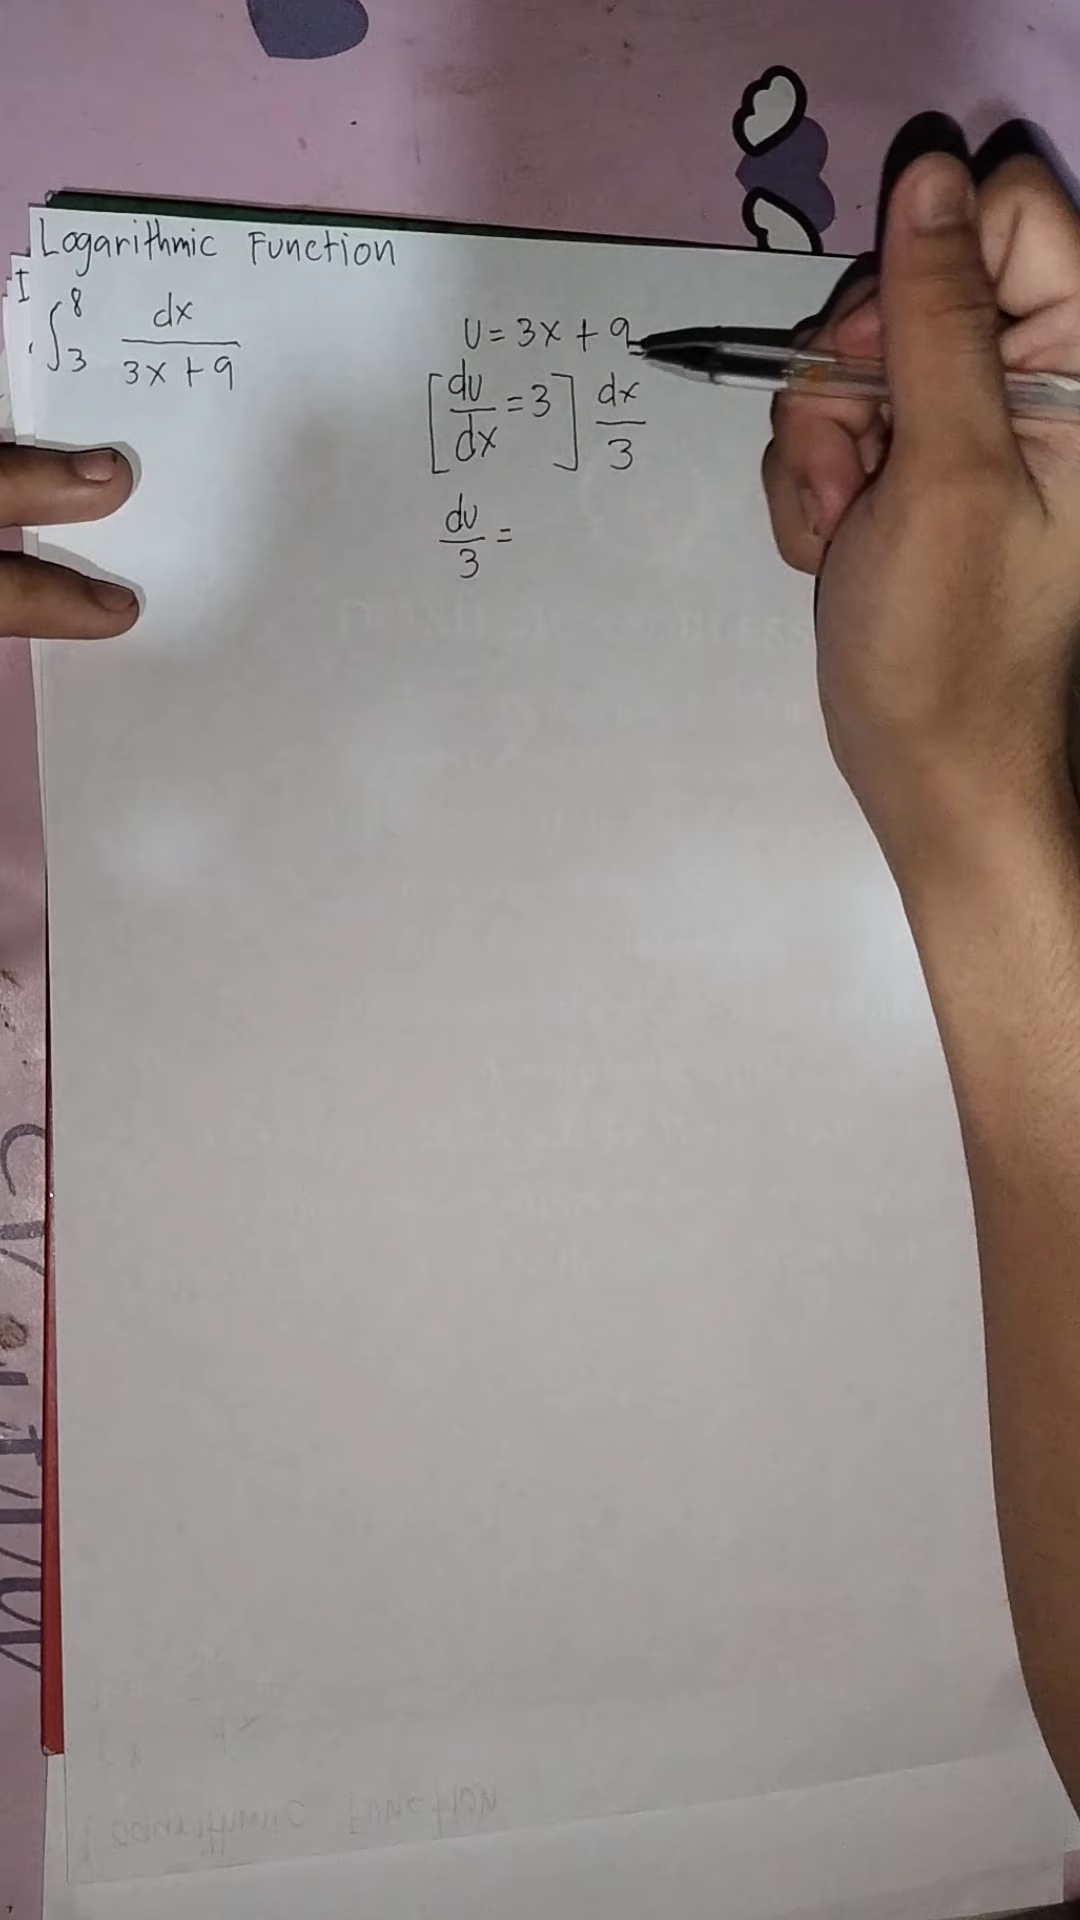 Logarithmic Function
I
. ∫₃⁸ dx / 3x + 9
U = 3x + 9
[du/dx = 3] dx/3
du/3 =